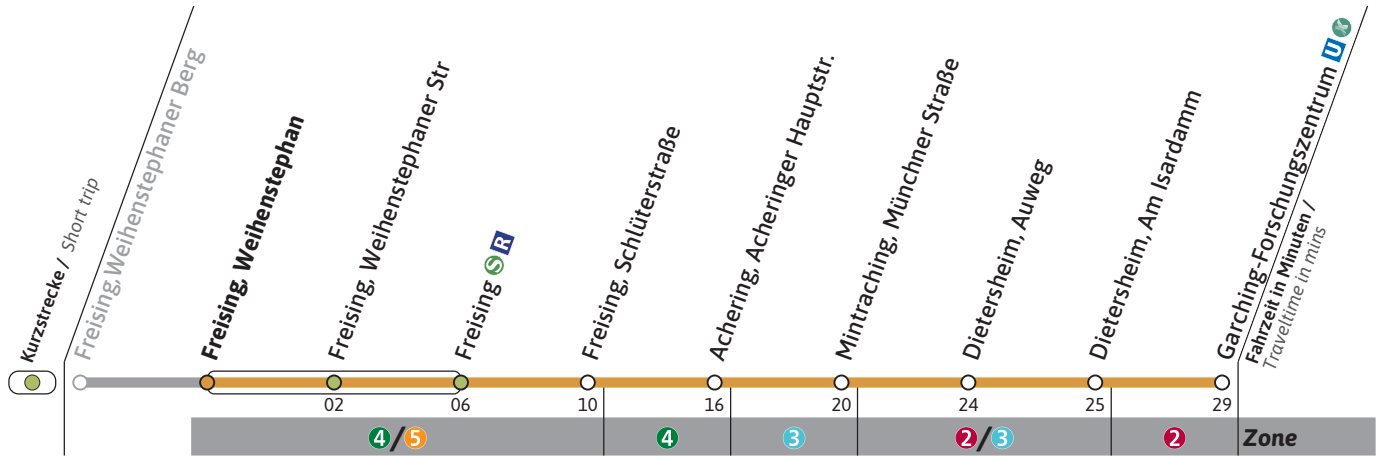 Kurzstrecke / Short trip
Freising, Weihenstephaner Berg
Freising, Weihenstephan
Freising, Weihenstephaner Str
Freising S R
Freising, Schlüterstraße
Achering, Acheringer Hauptstr.
Mintraching, Münchner Straße
Dietersheim, Auweg
Dietersheim, Am Isardamm
Garching-Forschungszentrum U X
Fahrzeit in Minuten /
Traveltime in mins
02 06 10 16 20 24 25 29
4/5 4 3 2/3 2 Zone